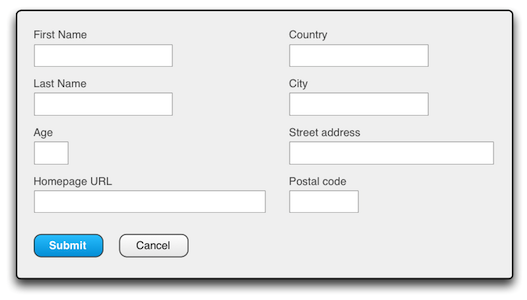 First Name
Country
Last Name
City
Age
Street address
Homepage URL
Postal code
Submit
Cancel